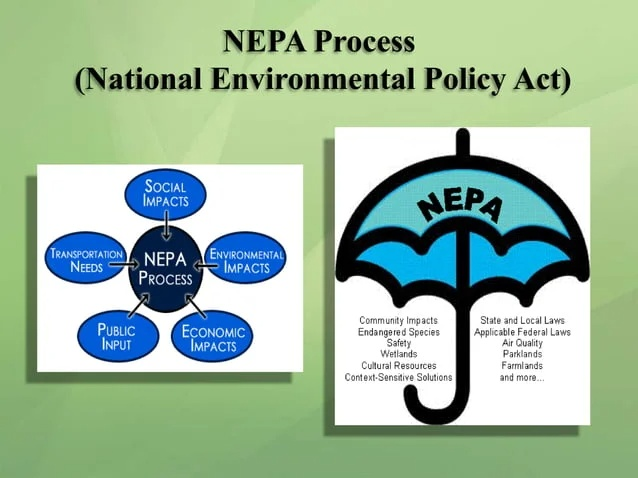 NEPA Process
(National Environmental Policy Act)
SOCIAL
IMPACTS
TRANSPORTATION
NEEDS
NEPA
PROCESS
ENVIRONMENTAL
IMPACTS
PUBLIC
INPUT
ECONOMIC
IMPACTS
NEPA
Community Impacts
Endangered Species
Safety
Wetlands
Cultural Resources
Context-Sensitive Solutions
State and Local Laws
Applicable Federal Laws
Air Quality
Parklands
Farmlands
and more...